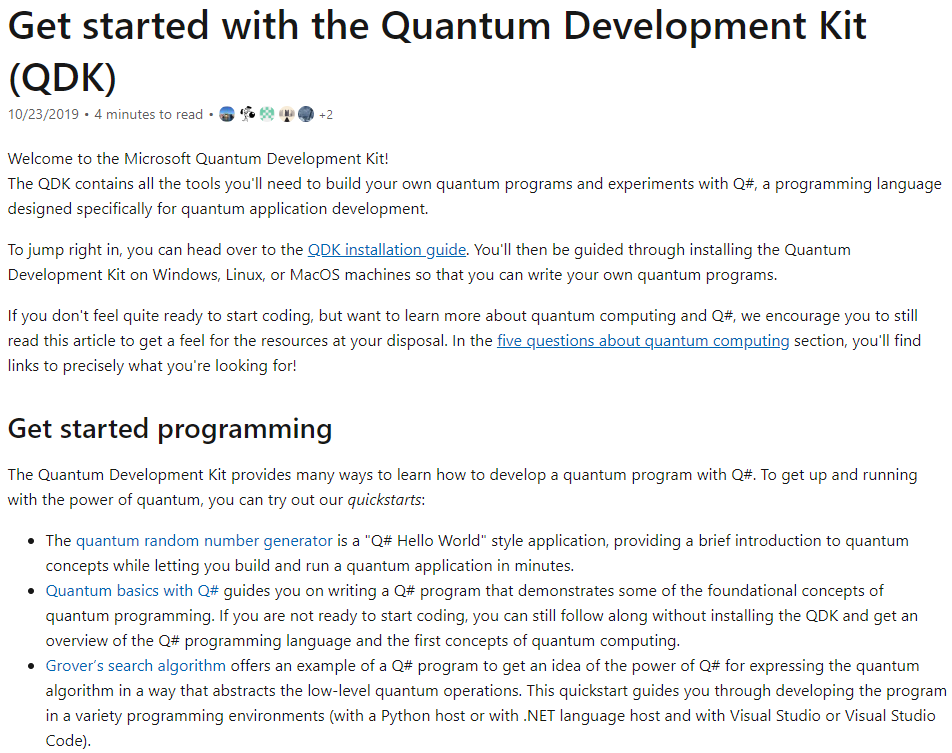 Get started with the Quantum Development Kit
(QDK)
10/23/2019 • 4 minutes to read • +2
Welcome to the Microsoft Quantum Development Kit!
The QDK contains all the tools you'll need to build your own quantum programs and experiments with Q#, a programming language
designed specifically for quantum application development.
To jump right in, you can head over to the QDK installation guide. You'll then be guided through installing the Quantum
Development Kit on Windows, Linux, or MacOS machines so that you can write your own quantum programs.
If you don't feel quite ready to start coding, but want to learn more about quantum computing and Q#, we encourage you to still
read this article to get a feel for the resources at your disposal. In the five questions about quantum computing section, you'll find
links to precisely what you're looking for!
Get started programming
The Quantum Development Kit provides many ways to learn how to develop a quantum program with Q#. To get up and running
with the power of quantum, you can try out our quickstarts:
• The quantum random number generator is a "Q# Hello World" style application, providing a brief introduction to quantum
concepts while letting you build and run a quantum application in minutes.
• Quantum basics with Q# guides you on writing a Q# program that demonstrates some of the foundational concepts of
quantum programming. If you are not ready to start coding, you can still follow along without installing the QDK and get an
overview of the Q# programming language and the first concepts of quantum computing.
• Grover's search algorithm offers an example of a Q# program to get an idea of the power of Q# for expressing the quantum
algorithm in a way that abstracts the low-level quantum operations. This quickstart guides you through developing the program
in a variety programming environments (with a Python host or with .NET language host and with Visual Studio or Visual Studio
Code).